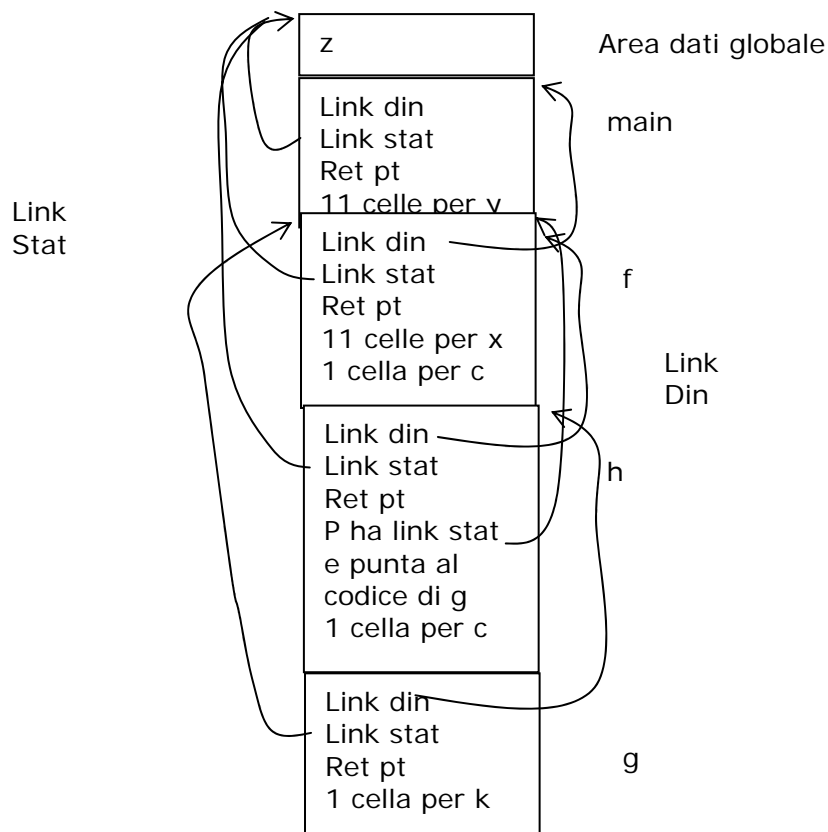 z
Area dati globale
Link din
Link stat
Ret pt
11 celle per y
main
Link
Stat
Link din
Link stat
Ret pt
11 celle per x
1 cella per c
f
Link
Din
Link din
Link stat
Ret pt
P ha link stat
e punta al
codice di g
1 cella per c
h
Link din
Link stat
Ret pt
1 cella per k
g